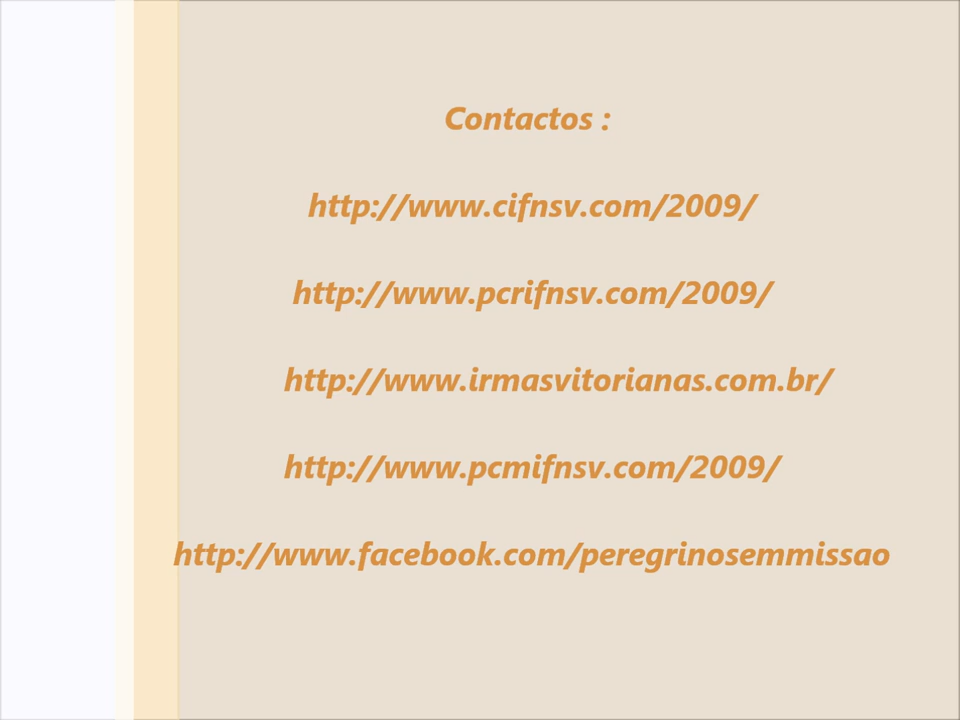 Contactos :
http://www.cifnsv.com/2009/
http://www.pcrifnsv.com/2009/
http://www.irmasvitorianas.com.br/
http://www.pcmifnsv.com/2009/
http://www.facebook.com/peregrinosemmissao